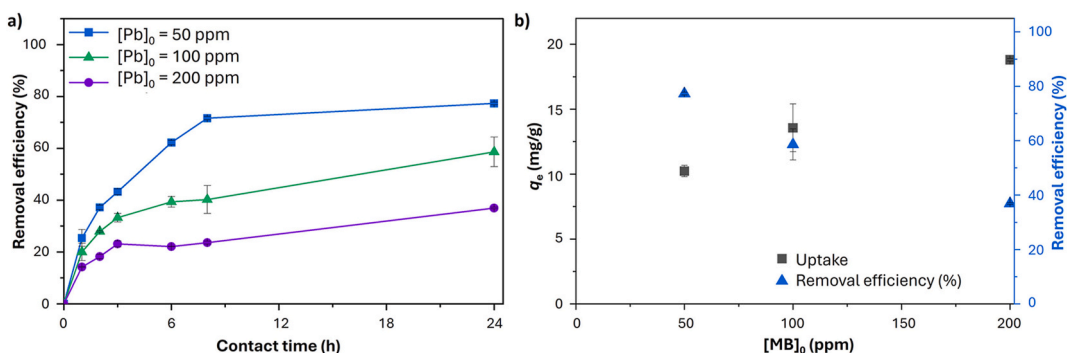 a)
[Pb]₀ = 50 ppm
[Pb]₀ = 100 ppm
[Pb]₀ = 200 ppm
Removal efficiency (%)
100
80
60
40
20
0
0 6 12 18 24
Contact time (h)
b)
qₑ (mg/g)
20
15
10
5
0
Uptake
Removal efficiency (%)
0 50 100 150 200
[MB]₀ (ppm)
100
80
60
40
20
0
Removal efficiency (%)